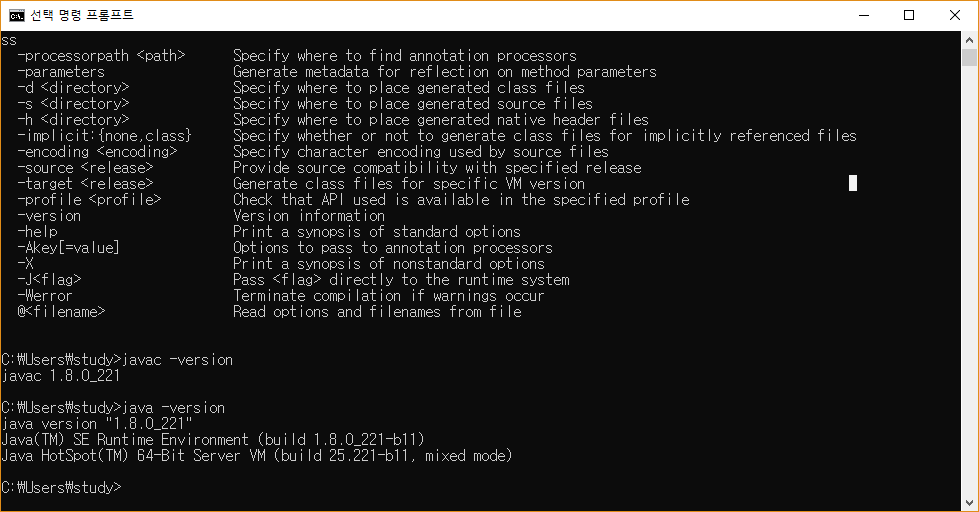 선택 명령 프롬프트
ss
-processorpath <path> Specify where to find annotation processors
-parameters Generate metadata for reflection on method parameters
-d <directory> Specify where to place generated class files
-s <directory> Specify where to place generated source files
-h <directory> Specify where to place generated native header files
-implicit:{none,class} Specify whether or not to generate class files for implicitly referenced files
-encoding <encoding> Specify character encoding used by source files
-source <release> Provide source compatibility with specified release
-target <release> Generate class files for specific VM version
-profile <profile> Check that API used is available in the specified profile
-version Version information
-help Print a synopsis of standard options
-Akey[=value] Options to pass to annotation processors
-X Print a synopsis of nonstandard options
-J<flag> Pass <flag> directly to the runtime system
-Werror Terminate compilation if warnings occur
@<filename> Read options and filenames from file
C:₩Users₩study>javac -version
javac 1.8.0_221
C:₩Users₩study>java -version
java version "1.8.0_221"
Java(TM) SE Runtime Environment (build 1.8.0_221-b11)
Java HotSpot(TM) 64-Bit Server VM (build 25.221-b11, mixed mode)
C:₩Users₩study>